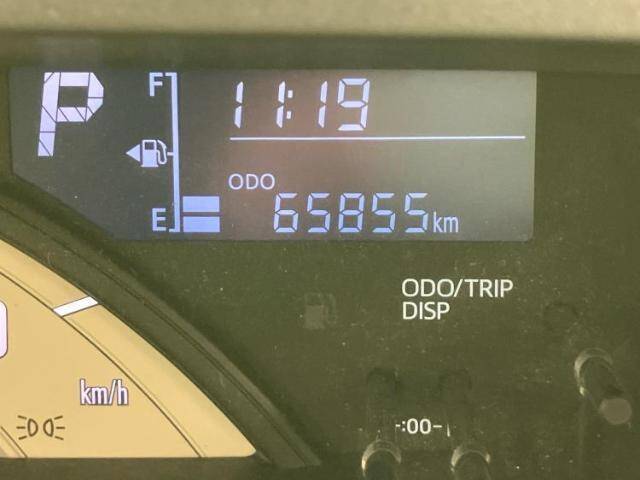 P
F
11:19
ODO
E
65855km
ODO/TRIP
DISP
km/h
-:00-